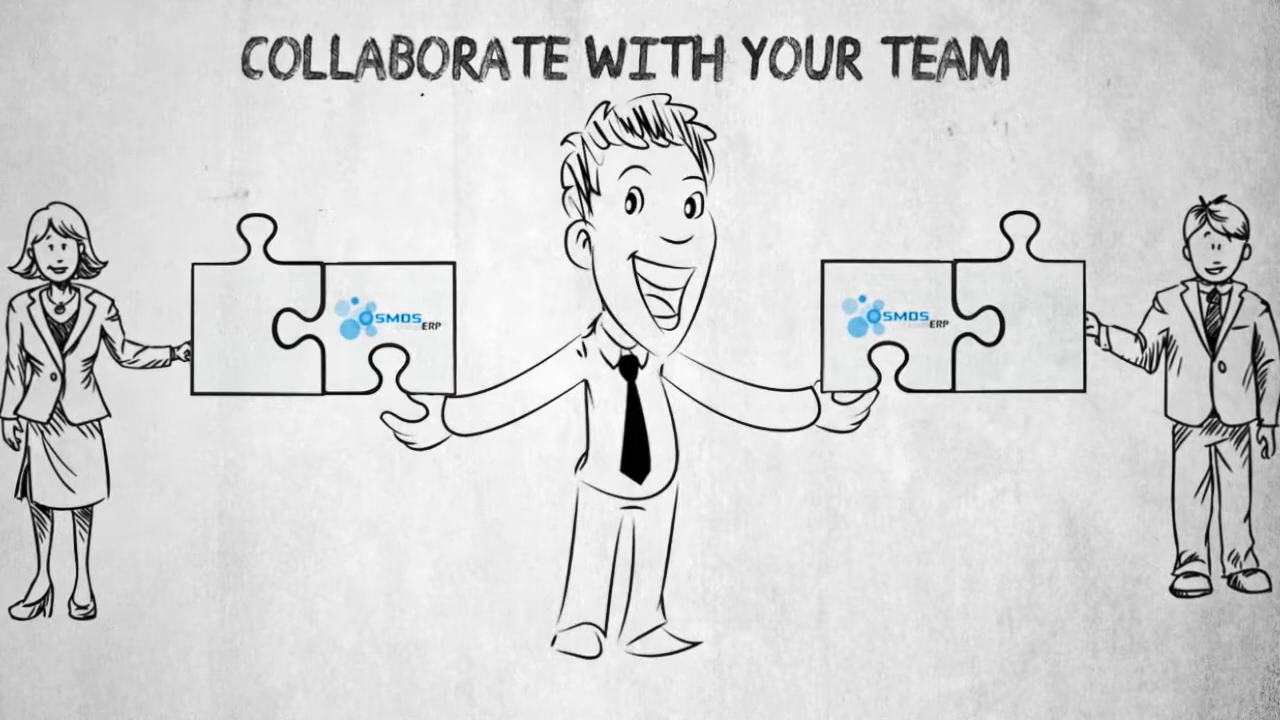 COLLABORATE WITH YOUR TEAM
OSMOS
ERP
OSMOS
ERP